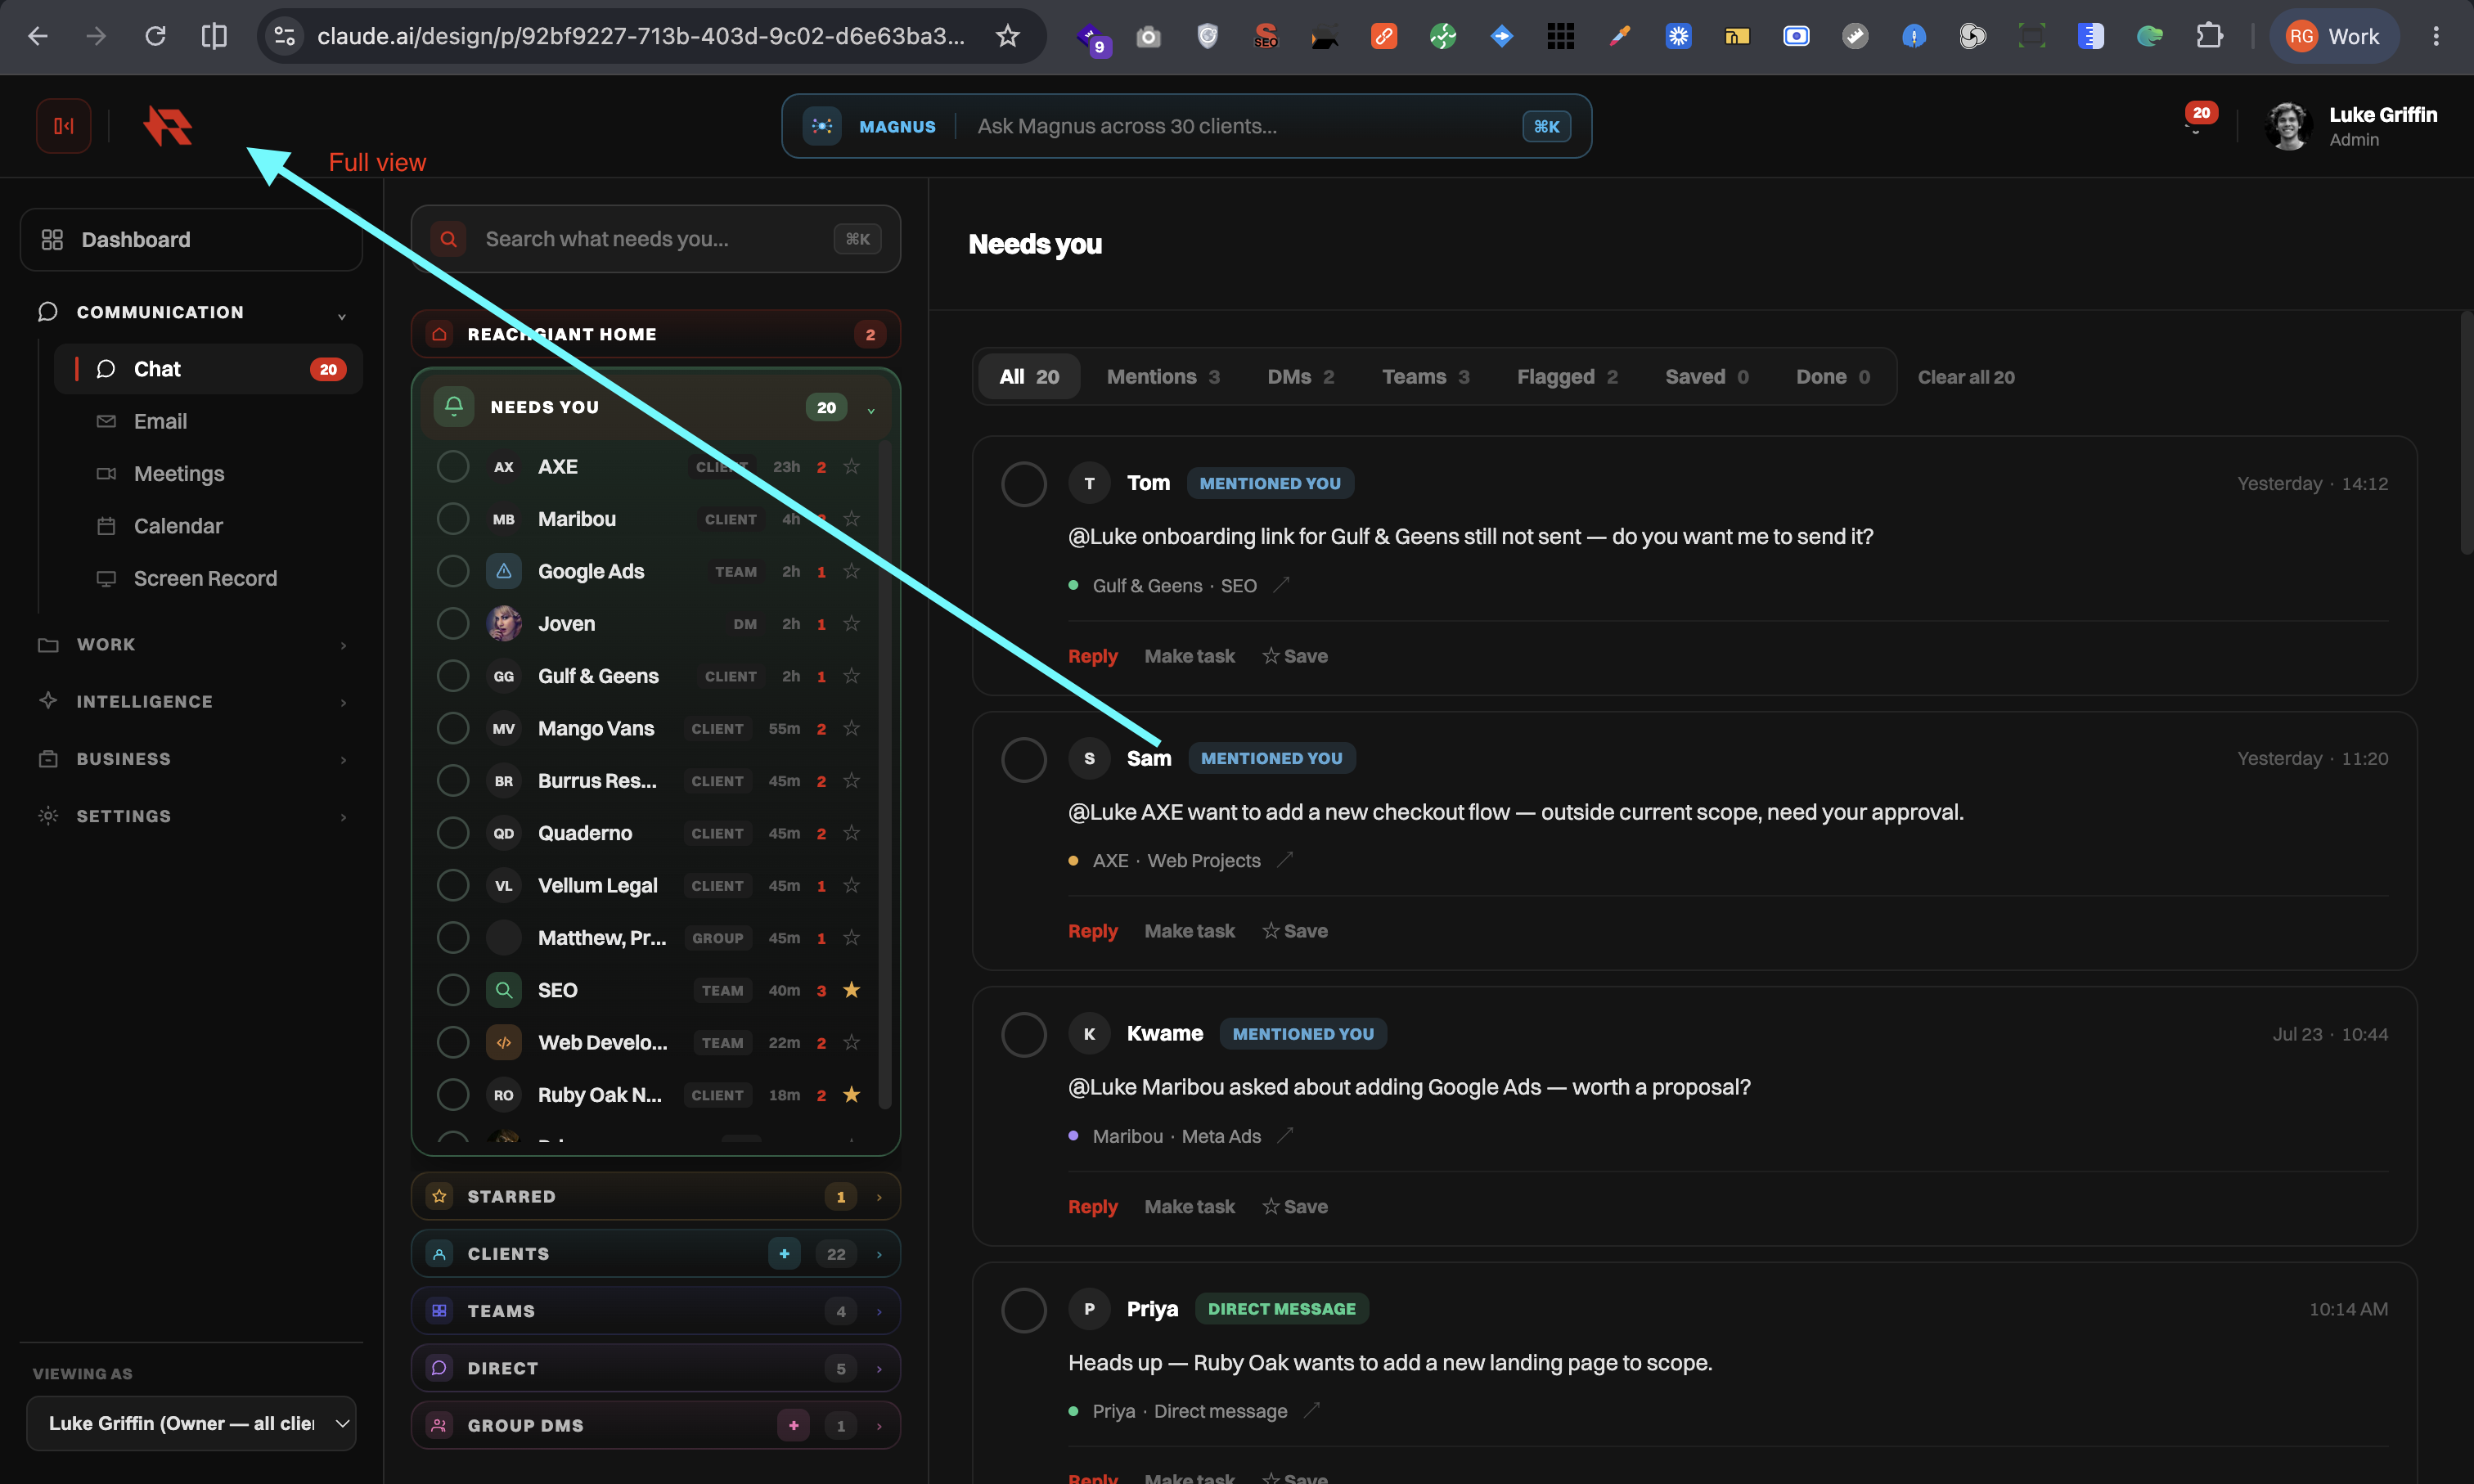 claude.ai/design/p/92bf9227-713b-403d-9c02-d6e63ba3...
9
SEO
RG Work
MAGNUS Ask Magnus across 30 clients... ⌘K
20
Luke Griffin
Admin
Full view
Dashboard
COMMUNICATION
Chat 20
Email
Meetings
Calendar
Screen Record
WORK
INTELLIGENCE
BUSINESS
SETTINGS
VIEWING AS
Luke Griffin (Owner — all clie
Search what needs you... ⌘K
REACHGIANT HOME 2
NEEDS YOU 20
AX AXE CLIENT 23h 2
MB Maribou CLIENT 4h
Google Ads TEAM 2h 1
Joven DM 2h 1
GG Gulf & Geens CLIENT 2h 1
MV Mango Vans CLIENT 55m 2
BR Burrus Res... CLIENT 45m 2
QD Quaderno CLIENT 45m 2
VL Vellum Legal CLIENT 45m 1
Matthew, Pr... GROUP 45m 1
SEO TEAM 40m 3
Web Develo... TEAM 22m 2
RO Ruby Oak N... CLIENT 18m 2
STARRED 1
CLIENTS + 22
TEAMS 4
DIRECT 5
GROUP DMS + 1
Needs you
All 20 Mentions 3 DMs 2 Teams 3 Flagged 2 Saved 0 Done 0 Clear all 20
T Tom MENTIONED YOU Yesterday · 14:12
@Luke onboarding link for Gulf & Geens still not sent — do you want me to send it?
Gulf & Geens · SEO
Reply Make task ☆ Save
S Sam MENTIONED YOU Yesterday · 11:20
@Luke AXE want to add a new checkout flow — outside current scope, need your approval.
AXE · Web Projects
Reply Make task ☆ Save
K Kwame MENTIONED YOU Jul 23 · 10:44
@Luke Maribou asked about adding Google Ads — worth a proposal?
Maribou · Meta Ads
Reply Make task ☆ Save
P Priya DIRECT MESSAGE 10:14 AM
Heads up — Ruby Oak wants to add a new landing page to scope.
Priya · Direct message
Reply Make task ☆ Save